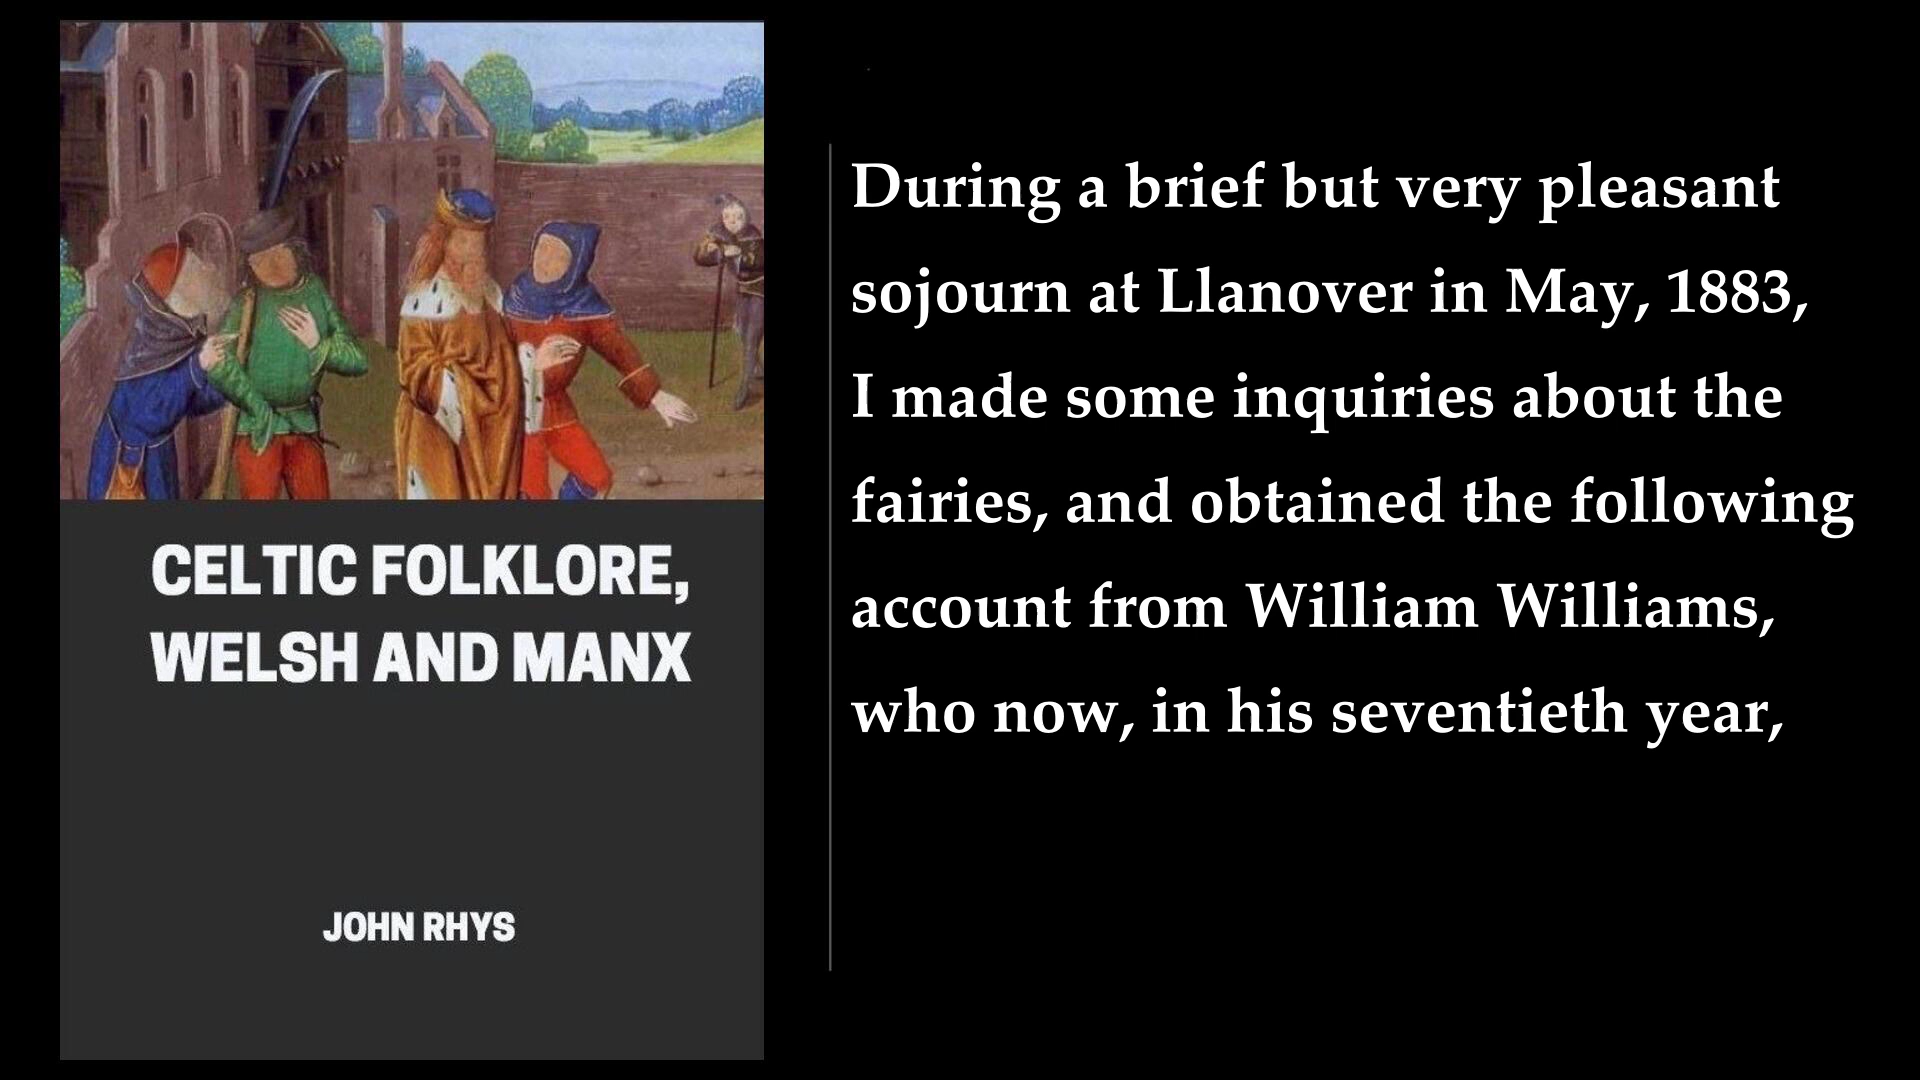 CELTIC FOLKLORE,
WELSH AND MANX
JOHN RHYS
During a brief but very pleasant
sojourn at Llanover in May, 1883,
I made some inquiries about the
fairies, and obtained the following
account from William Williams,
who now, in his seventieth year,